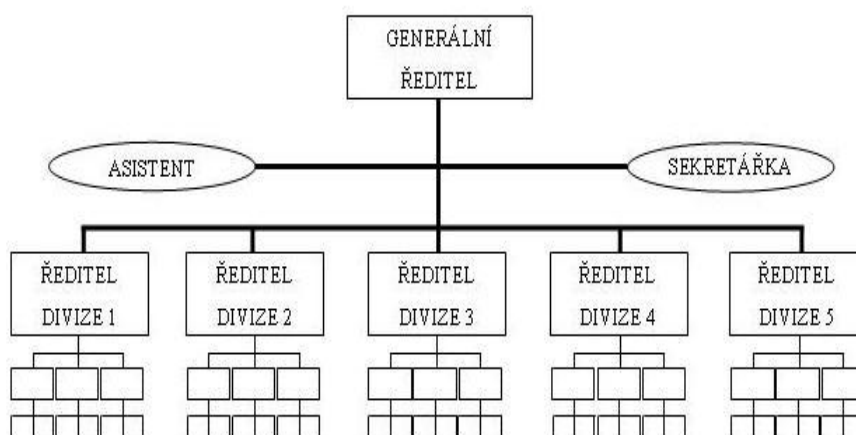 GENERÁLNÍ
ŘEDITEL
ASISTENT
SEKRETÁŘKA
ŘEDITEL
DIVIZE 1
ŘEDITEL
DIVIZE 2
ŘEDITEL
DIVIZE 3
ŘEDITEL
DIVIZE 4
ŘEDITEL
DIVIZE 5